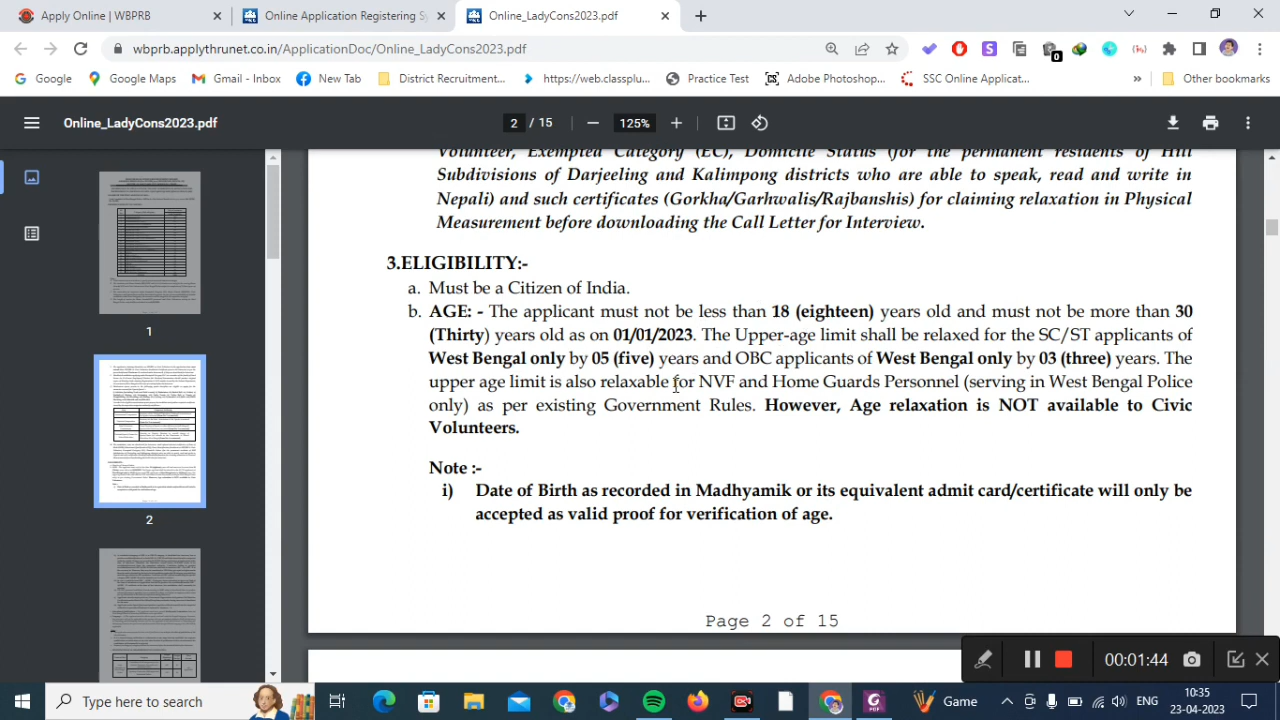 Apply Online | WBPRB
Online Application Registering Sy
Online_LadyCons2023.pdf
wbprb.applythrunet.co.in/ApplicationDoc/Online_LadyCons2023.pdf
0
Google
Google Maps
Gmail - Inbox
New Tab
District Recruitment...
https://web.classplu...
Practice Test
Adobe Photoshop...
SSC Online Applicat...
»
Other bookmarks
Online_LadyCons2023.pdf
2 / 15
125%
Volunteer, Exempted Category (EC), Domicile Status (for the permanent residents of Hill
Subdivisions of Darjeeling and Kalimpong districts who are able to speak, read and write in
Nepali) and such certificates (Gorkha/Garhwalis/Rajbanshis) for claiming relaxation in Physical
Measurement before downloading the Call Letter for Interview.
3.ELIGIBILITY:-
a. Must be a Citizen of India.
b. AGE: - The applicant must not be less than 18 (eighteen) years old and must not be more than 30
(Thirty) years old as on 01/01/2023. The Upper-age limit shall be relaxed for the SC/ST applicants of
West Bengal only by 05 (five) years and OBC applicants of West Bengal only by 03 (three) years. The
upper age limit is also relaxable for NVF and Home Guards Personnel (serving in West Bengal Police
only) as per existing Government Rules. However, Age relaxation is NOT available to Civic
Volunteers.
Note :-
i) Date of Birth as recorded in Madhyamik or its equivalent admit card/certificate will only be
accepted as valid proof for verification of age.
Page 2 of 15
1
2
00:01:44
Type here to search
Game
ENG
10:35
23-04-2023